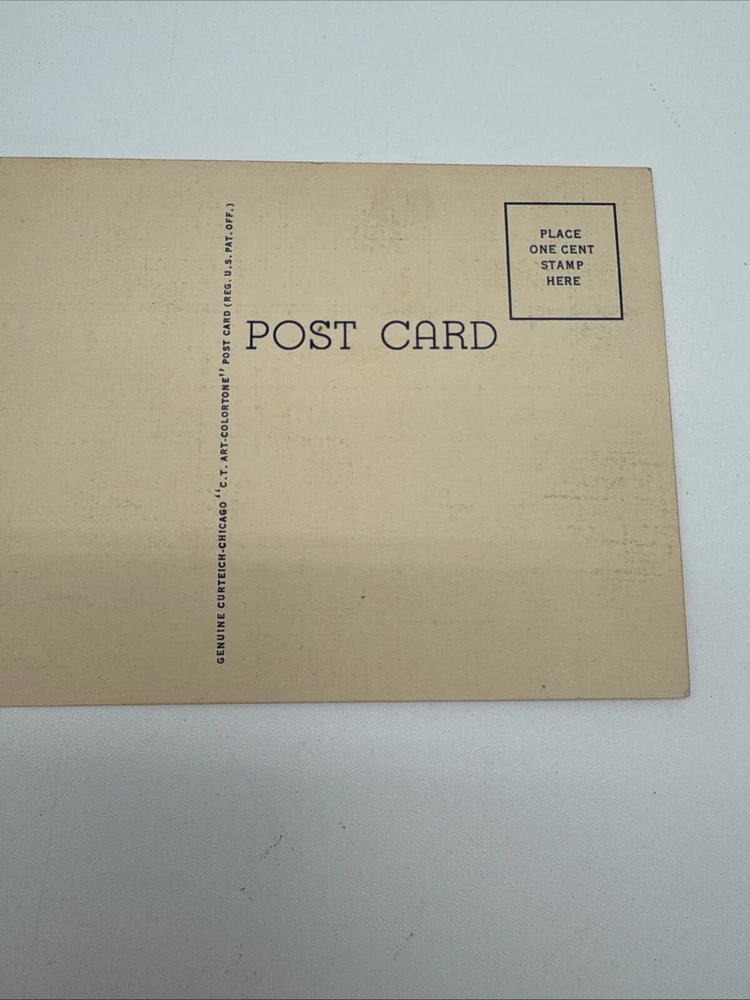 PLACE
ONE CENT
STAMP
HERE
POST CARD
GENUINE CURTEICH-CHICAGO "C.T. ART-COLORTONE" POST CARD (REG. U.S. PAT. OFF.)